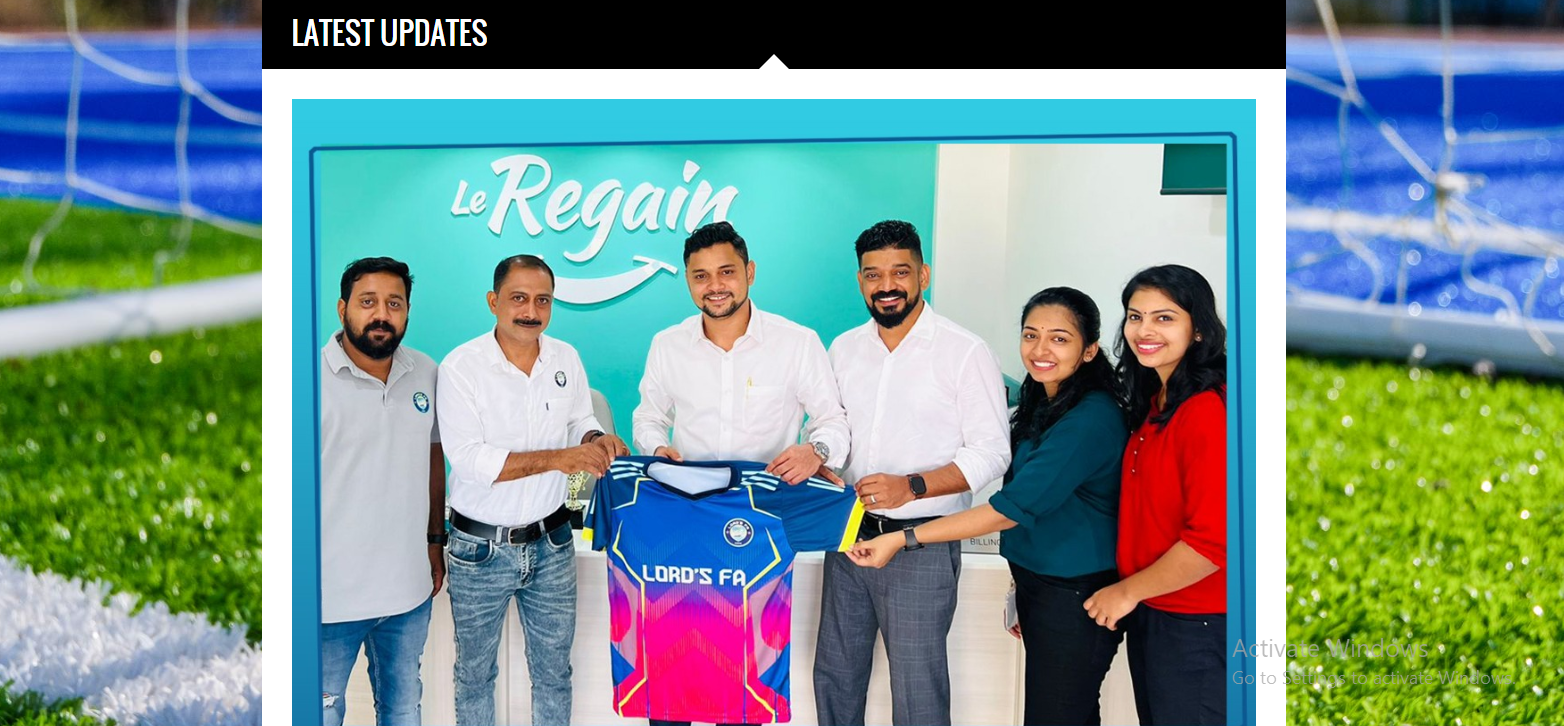 LATEST UPDATES
Le Regain
LORD'S FA
BILLING
Activate Windows
Go to Settings to activate Windows.